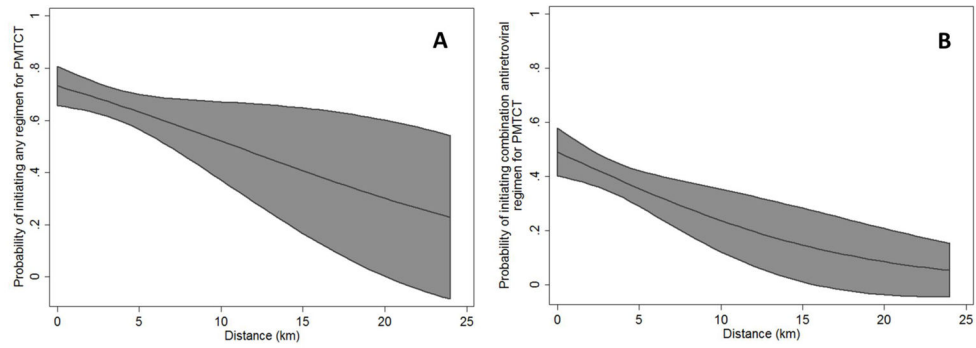 A
Probability of initiating any regimen for PMTCT
1
.8
.6
.4
.2
0
0 5 10 15 20 25
Distance (km)
B
Probability of initiating combination antiretroviral
regimen for PMTCT
1
.8
.6
.4
.2
0
0 5 10 15 20 25
Distance (km)